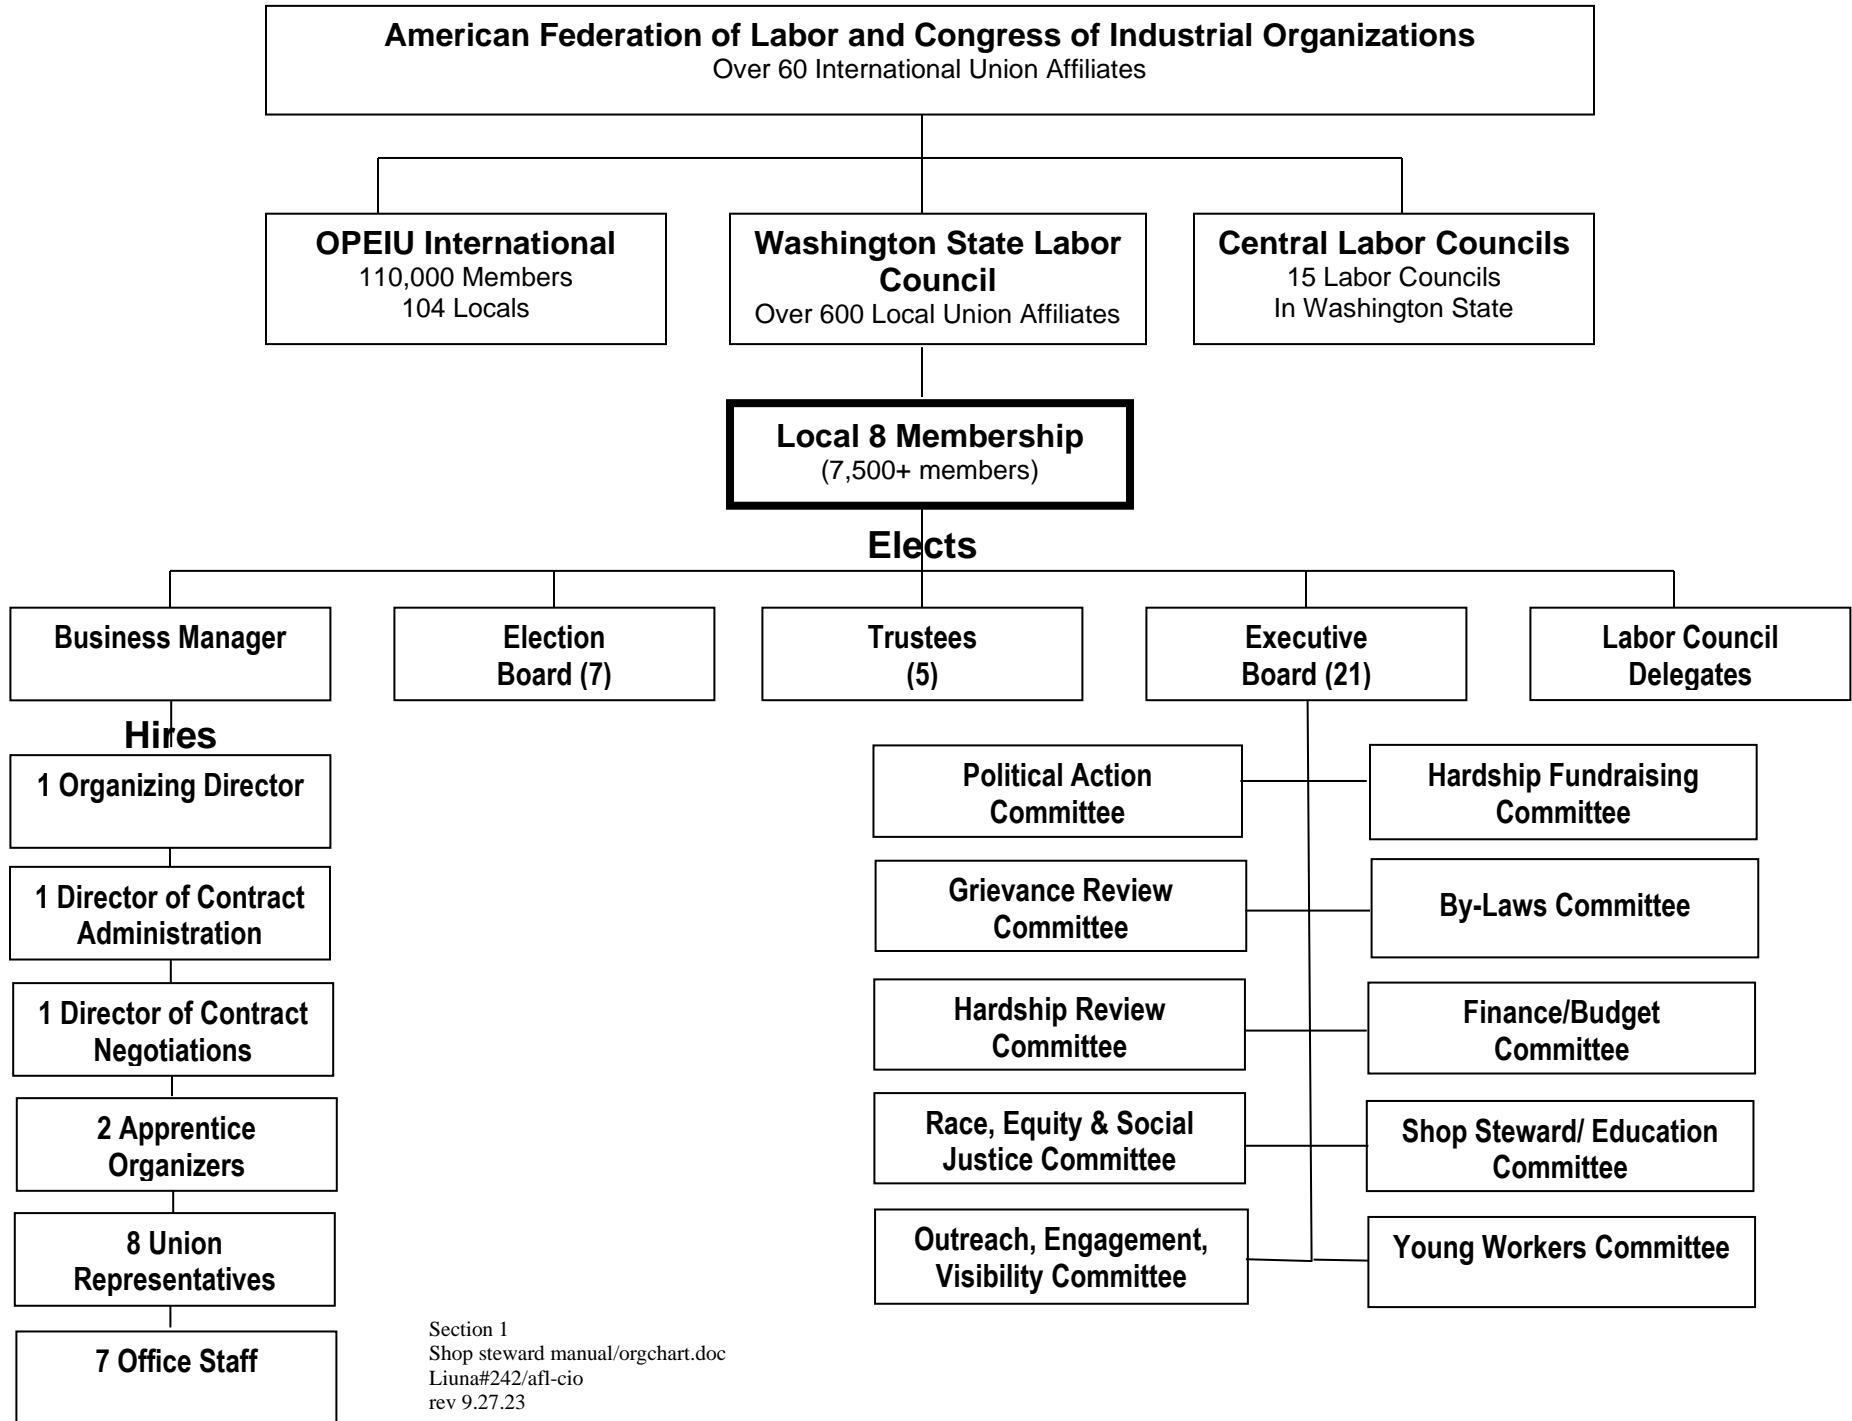 American Federation of Labor and Congress of Industrial Organizations
Over 60 International Union Affiliates
OPEIU International
110,000 Members
104 Locals
Washington State Labor
Council
Over 600 Local Union Affiliates
Central Labor Councils
15 Labor Councils
In Washington State
Local 8 Membership
(7,500+ members)
Elects
Business Manager
Election
Board (7)
Trustees
(5)
Executive
Board (21)
Labor Council
Delegates
Hires
1 Organizing Director
1 Director of Contract
Administration
1 Director of Contract
Negotiations
2 Apprentice
Organizers
8 Union
Representatives
7 Office Staff
Political Action
Committee
Hardship Fundraising
Committee
Grievance Review
Committee
By-Laws Committee
Hardship Review
Committee
Finance/Budget
Committee
Race, Equity & Social
Justice Committee
Shop Steward/ Education
Committee
Outreach, Engagement,
Visibility Committee
Young Workers Committee
Section 1
Shop steward manual/orgchart.doc
Liuna#242/afl-cio
rev 9.27.23